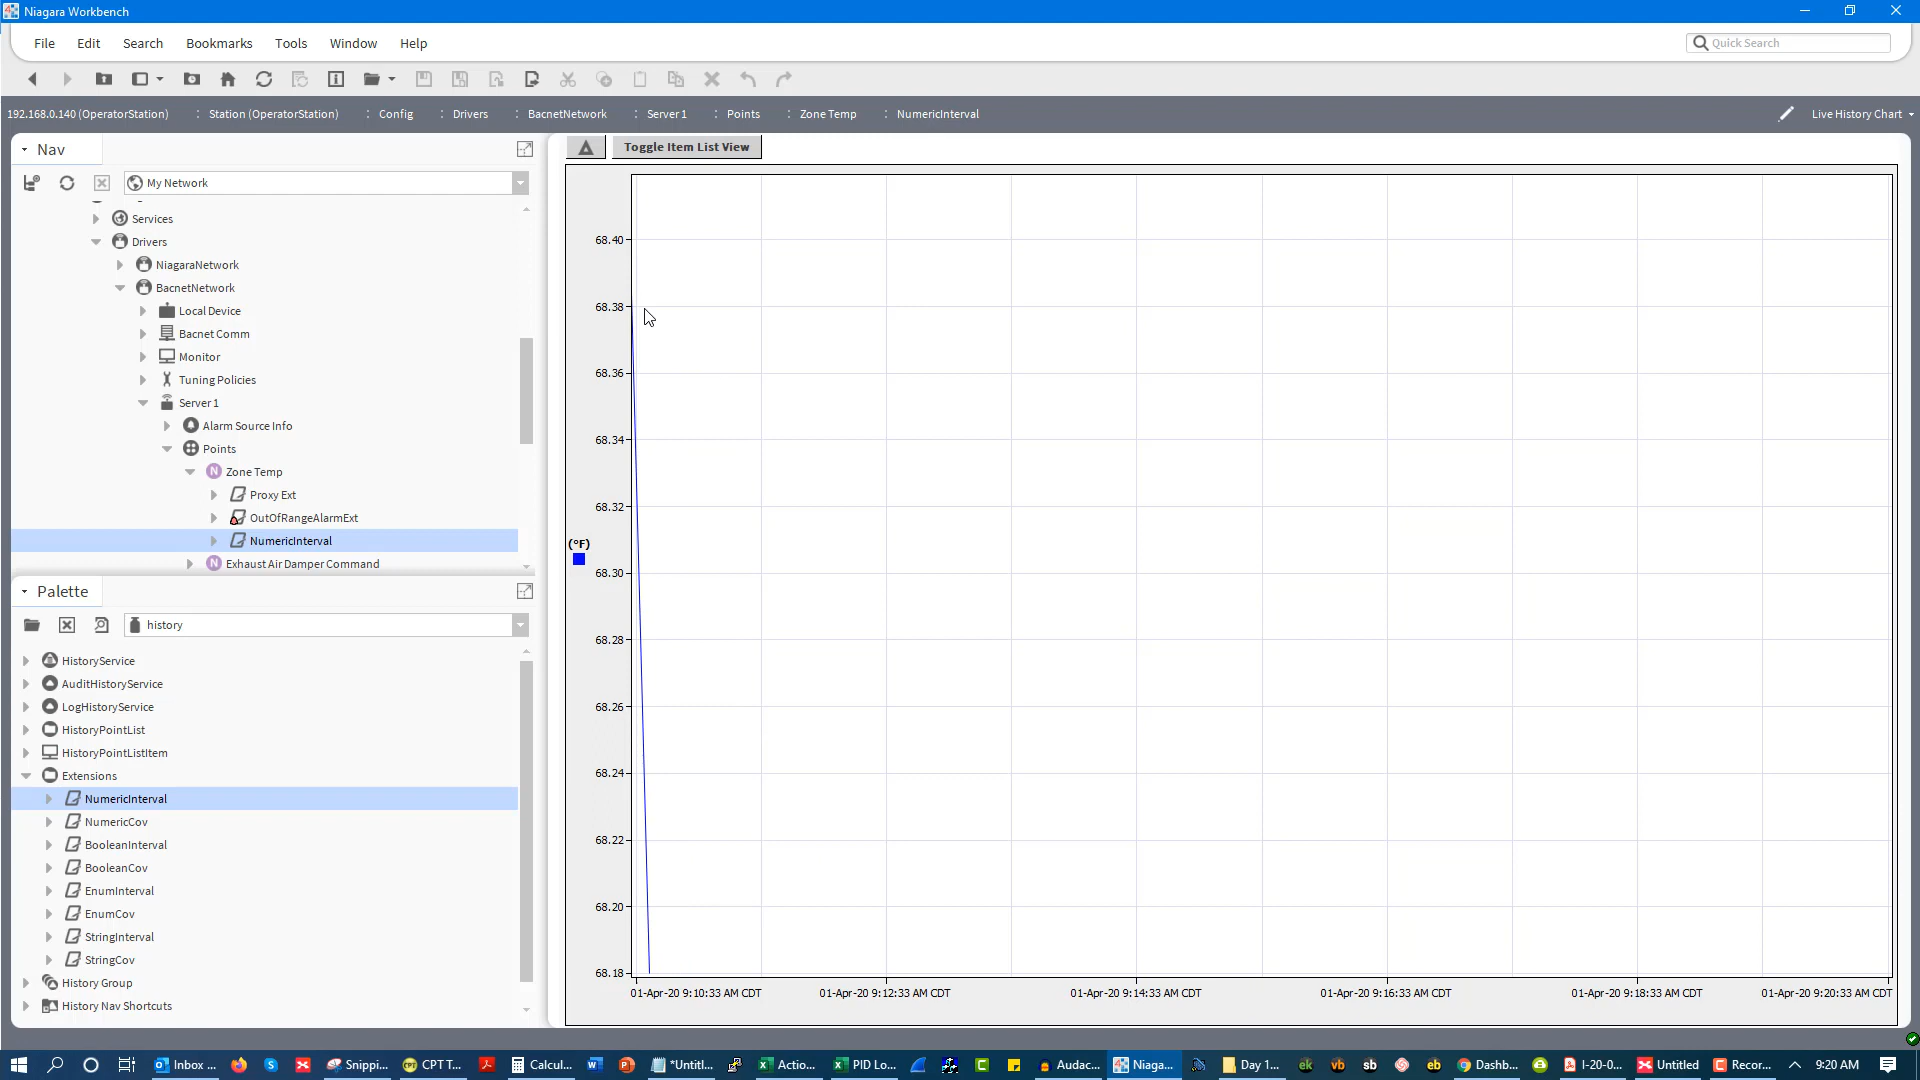 Niagara Workbench
File Edit Search Bookmarks Tools Window Help
Quick Search
192.168.0.140 (OperatorStation) : Station (OperatorStation) : Config : Drivers : BacnetNetwork : Server1 : Points : Zone Temp : NumericInterval
Live History Chart
Nav
My Network
Services
Drivers
NiagaraNetwork
BacnetNetwork
Local Device
Bacnet Comm
Monitor
Tuning Policies
Server1
Alarm Source Info
Points
N Zone Temp
Proxy Ext
OutOfRangeAlarmExt
NumericInterval
N Exhaust Air Damper Command
Palette
history
HistoryService
AuditHistoryService
LogHistoryService
HistoryPointList
HistoryPointListItem
Extensions
NumericInterval
NumericCov
BooleanInterval
BooleanCov
EnumInterval
EnumCov
StringInterval
StringCov
History Group
History Nav Shortcuts
Toggle Item List View
68.40
68.38
68.36
68.34
68.32
(°F)
68.30
68.28
68.26
68.24
68.22
68.20
68.18
01-Apr-20 9:10:33 AM CDT 01-Apr-20 9:12:33 AM CDT 01-Apr-20 9:14:33 AM CDT 01-Apr-20 9:16:33 AM CDT 01-Apr-20 9:18:33 AM CDT 01-Apr-20 9:20:33 AM CDT
Inbox ... Snippi... CPT T... Calcul... *Untitl... Actio... PID Lo... Audac... Niaga... Day 1... ek vb sb eb Dashb... I-20-0... Untitled Recor... 9:20 AM